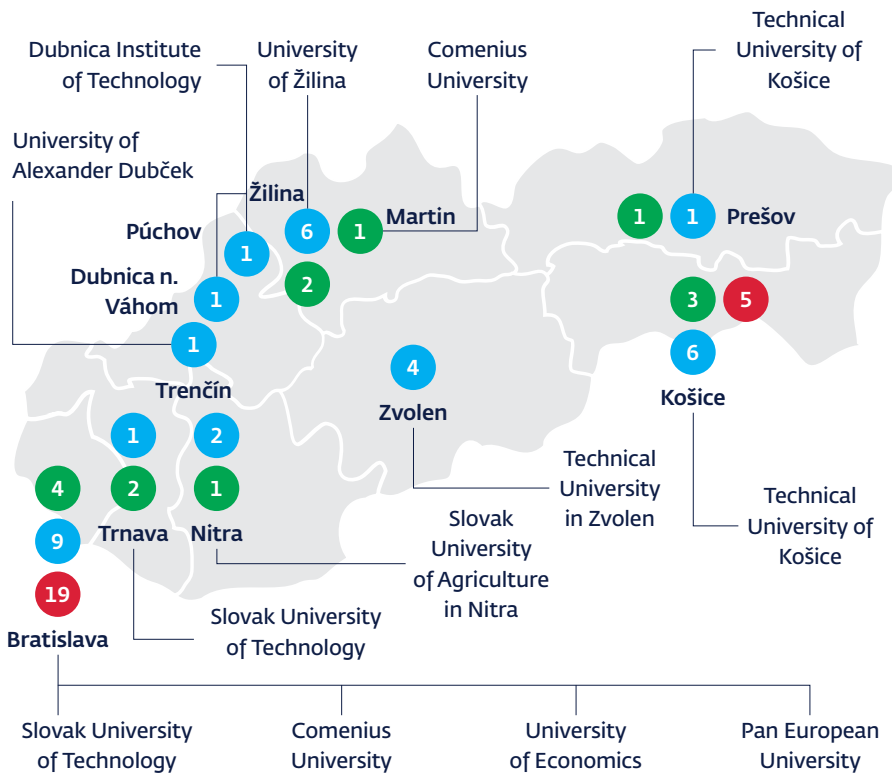 Dubnica Institute
of Technology
University
of Žilina
Comenius
University
Technical
University of
Košice
University of
Alexander Dubček
Žilina
6
1
Martin
2
1
1
Prešov
Púchov
1
Dubnica n.
Váhom
1
1
Trenčín
3
5
6
Košice
4
Zvolen
1
2
Trnava
2
1
Nitra
4
9
19
Bratislava
Technical
University
in Zvolen
Technical
University of
Košice
Slovak
University
of Agriculture
in Nitra
Slovak University
of Technology
Slovak University
of Technology
Comenius
University
University
of Economics
Pan European
University